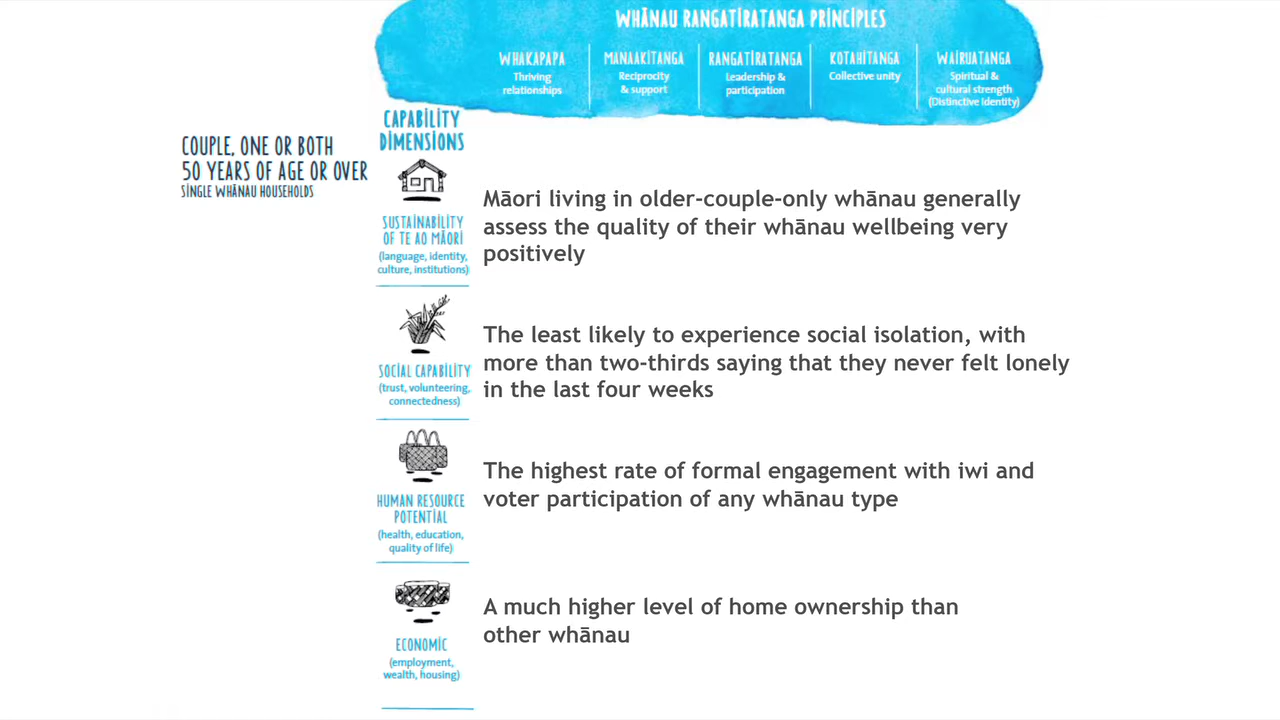 WHĀNAU RANGATIRATANGA PRINCIPLES
WHAKAPAPA
Thriving
relationships
MANAAKITANGA
Reciprocity
& support
RANGATIRATANGA
Leadership &
participation
KOTAHITANGA
Collective unity
WAIRUATANGA
Spiritual &
cultural strength
(Distinctive identity)
CAPABILITY
DIMENSIONS
COUPLE, ONE OR BOTH
50 YEARS OF AGE OR OVER
SINGLE WHĀNAU HOUSEHOLDS
SUSTAINABILITY
OF TE AO MĀORI
(language, identity,
culture, institutions)
Māori living in older-couple-only whānau generally
assess the quality of their whānau wellbeing very
positively
SOCIAL CAPABILITY
(trust, volunteering,
connectedness)
The least likely to experience social isolation, with
more than two-thirds saying that they never felt lonely
in the last four weeks
HUMAN RESOURCE
POTENTIAL
(health, education,
quality of life)
The highest rate of formal engagement with iwi and
voter participation of any whānau type
ECONOMIC
(employment,
wealth, housing)
A much higher level of home ownership than
other whānau